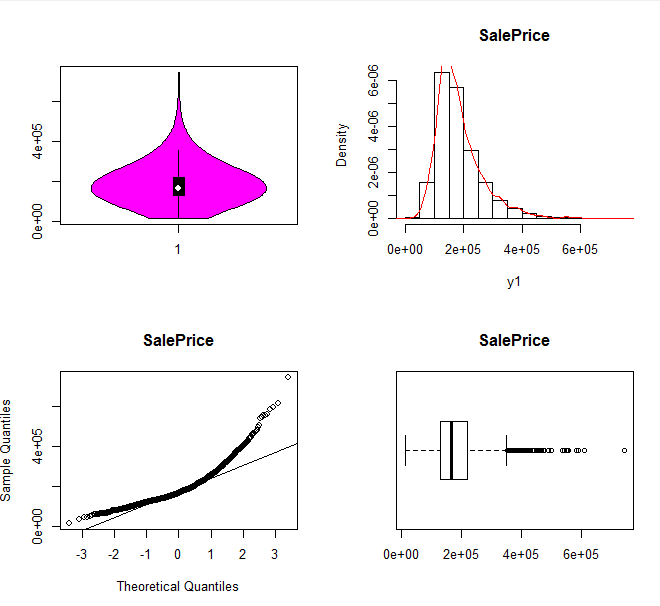 0e+00
4e+05
1
SalePrice
Density
0e+00
2e-06
4e-06
6e-06
0e+00 2e+05 4e+05 6e+05
y1
SalePrice
Sample Quantiles
0e+00
4e+05
-3 -2 -1 0 1 2 3
Theoretical Quantiles
SalePrice
0e+00 2e+05 4e+05 6e+05